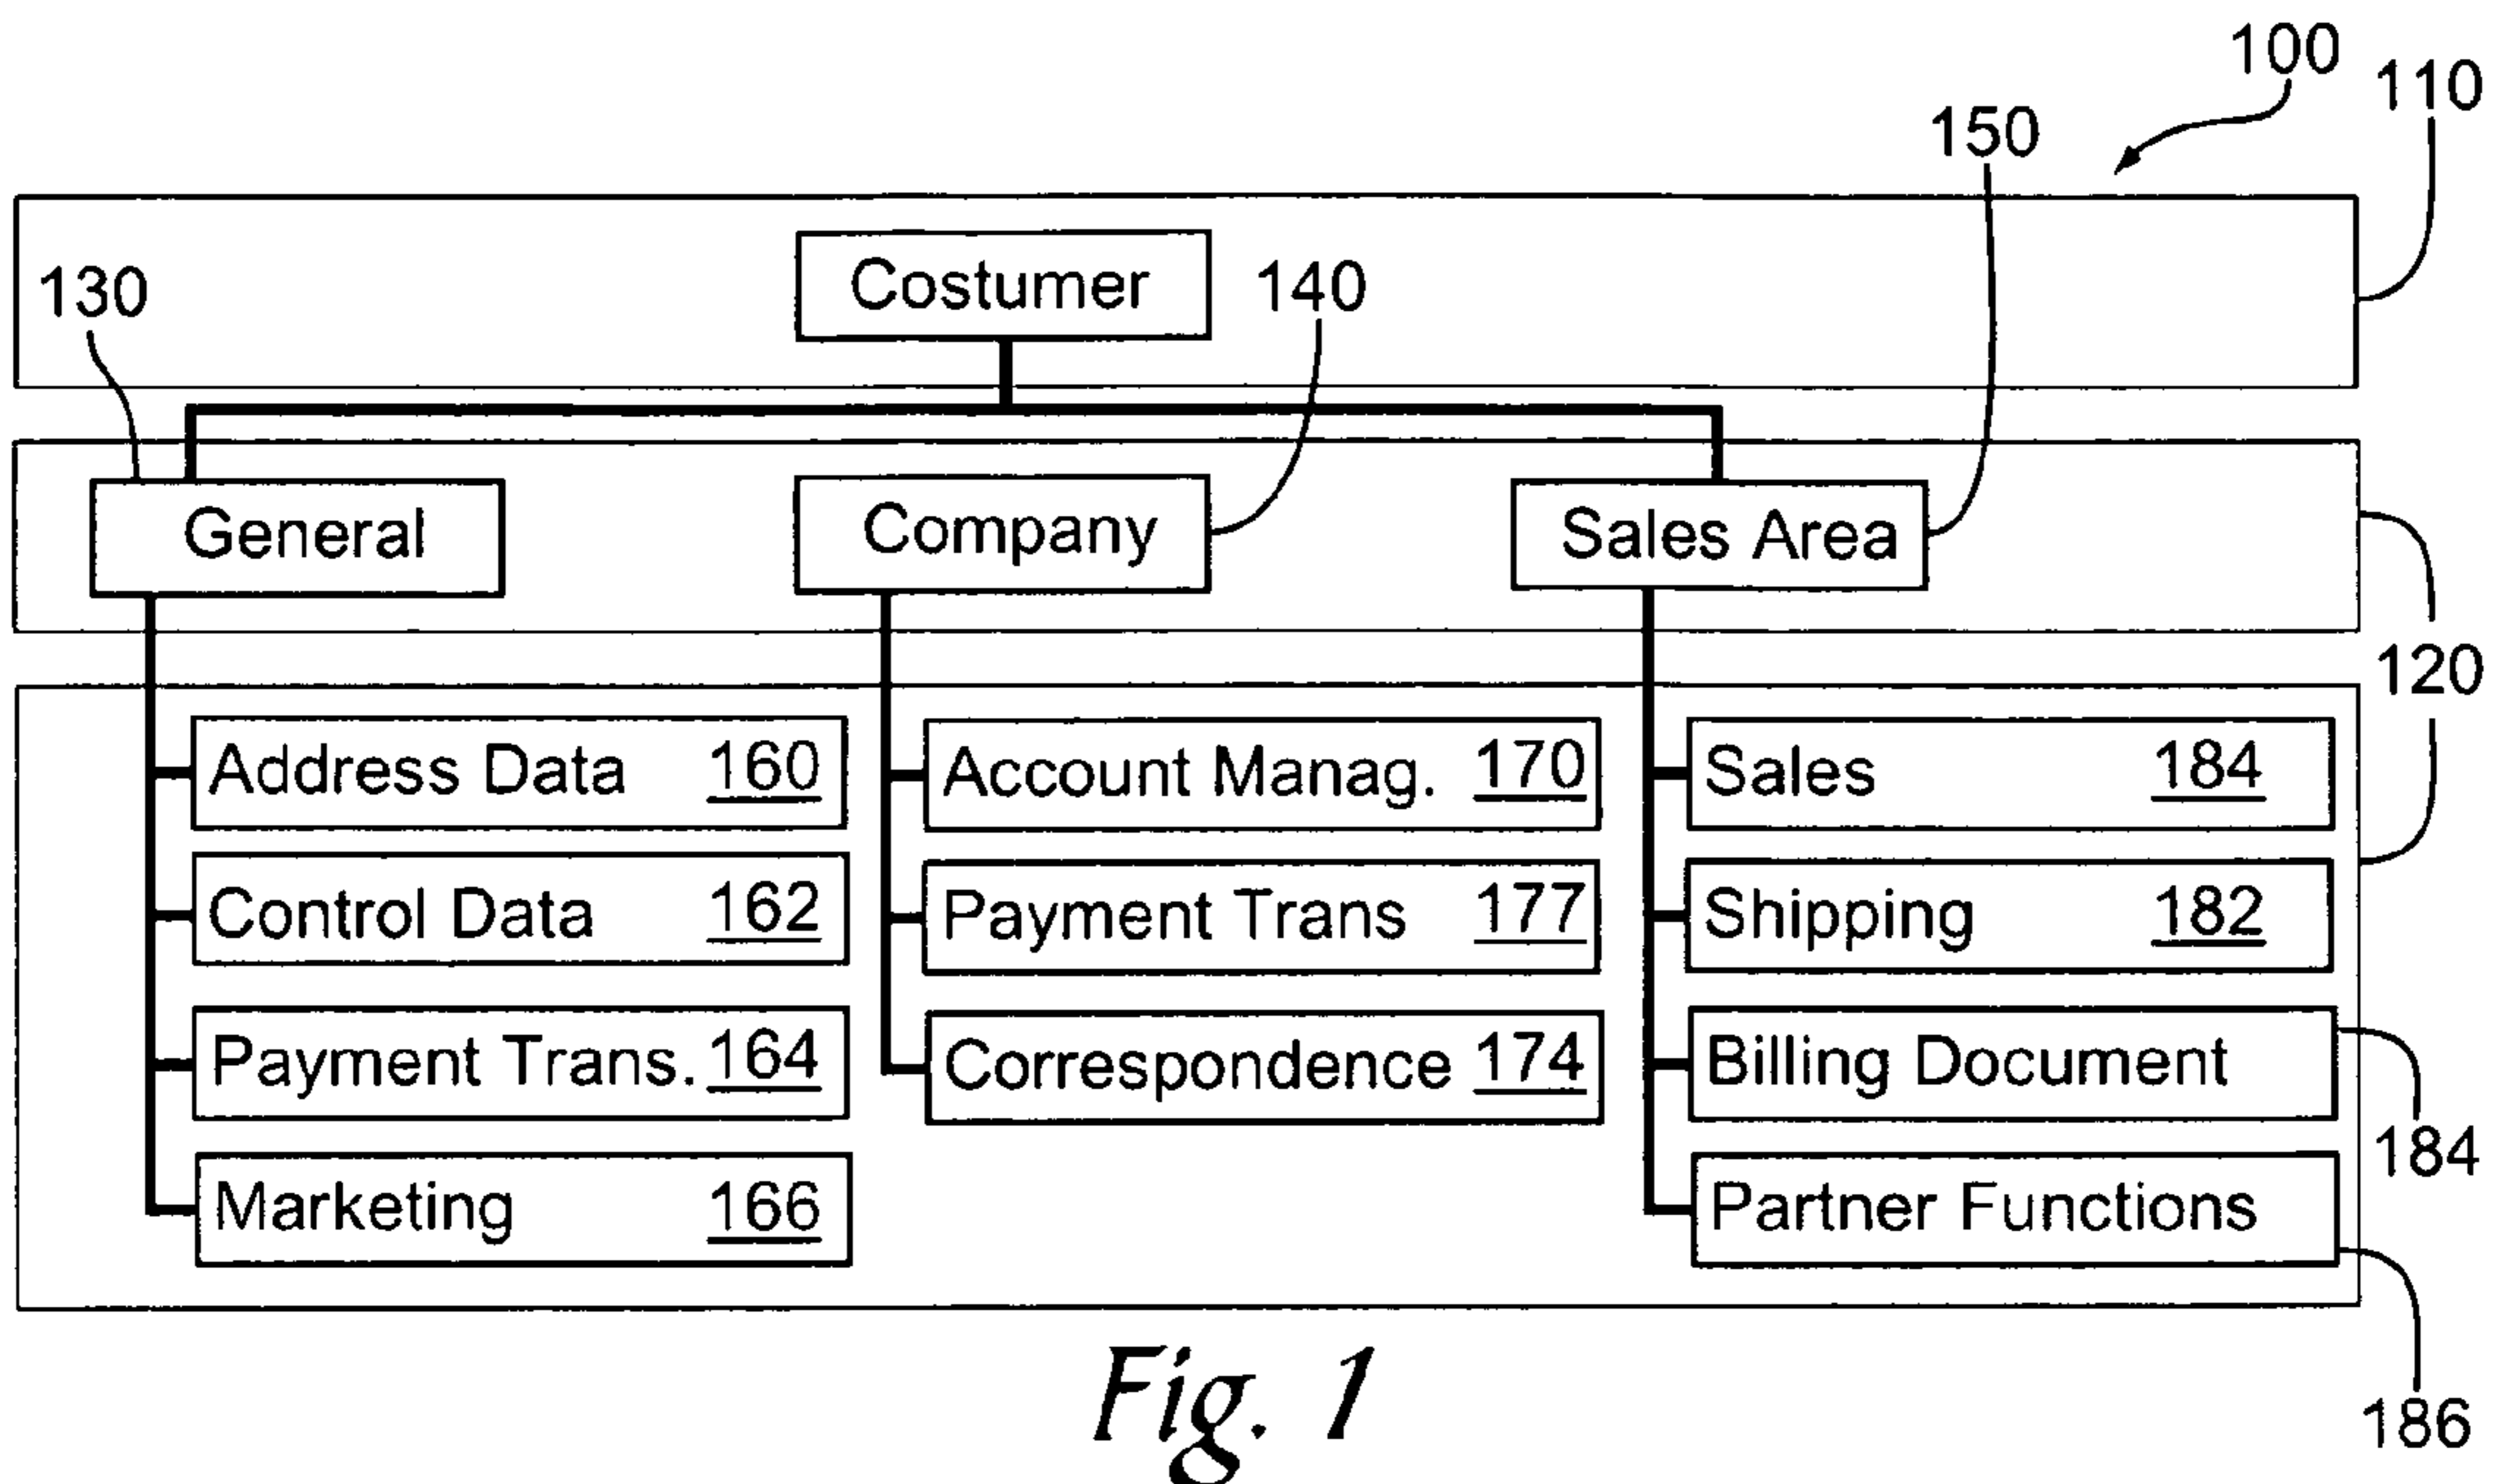 100
110
150
130
Costumer
140
General
Company
Sales Area
120
Address Data 160
Account Manag. 170
Sales 184
Control Data 162
Payment Trans 177
Shipping 182
Payment Trans. 164
Correspondence 174
Billing Document
184
Marketing 166
Partner Functions
186
Fig. 1